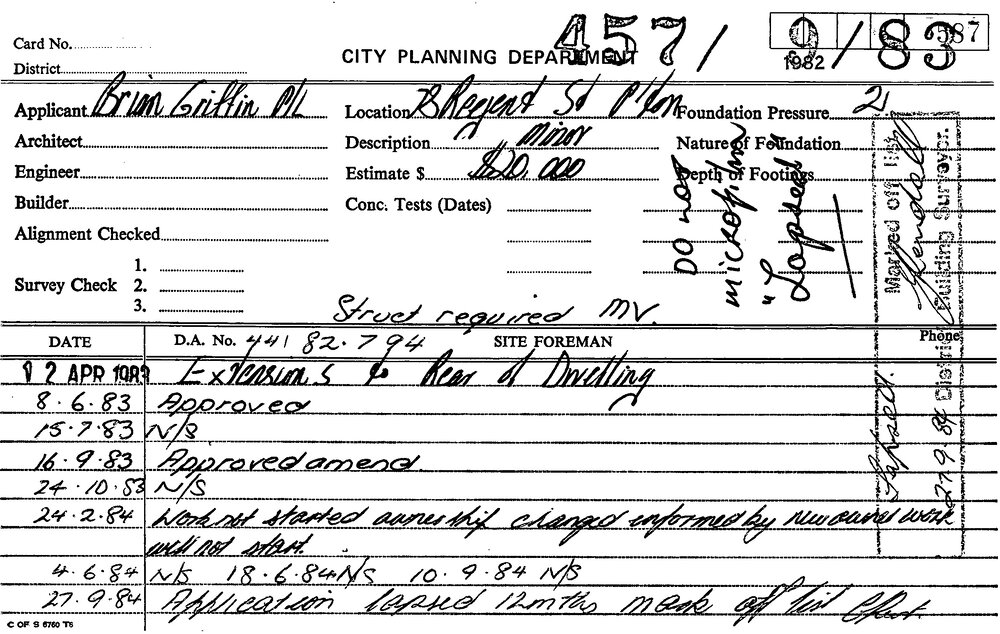 457/ 9/83
587
1982
Card No.
CITY PLANNING DEPARTMENT
District
Applicant Brian Griffin P/L Location 78 Regent St P'ton Foundation Pressure 2
Architect Description Minor Nature of Foundation
Engineer Estimate $ $20,000 Depth of Footings
Builder Conc. Tests (Dates)
Alignment Checked
Survey Check 1.
2.
3.
DO not
microfilm
"Lapsed"
Marked off list
District Building Surveyor.
Lapsed.
27.9.84
Struct required MV.
DATE D.A. No. 441 82.794 SITE FOREMAN Phone
12 APR 1983 Extensions to Rear of Dwelling
8.6.83 Approved
15.7.83 N/S
16.9.83 Approved amend.
24.10.83 N/S
24.2.84 Work not started ownership changed informed by new owner work
will not start.
4.6.84 N/S 18.6.84 N/S 10.9.84 N/S
27.9.84 Application lapsed 12mths mark off list
C OF S 6760 T6